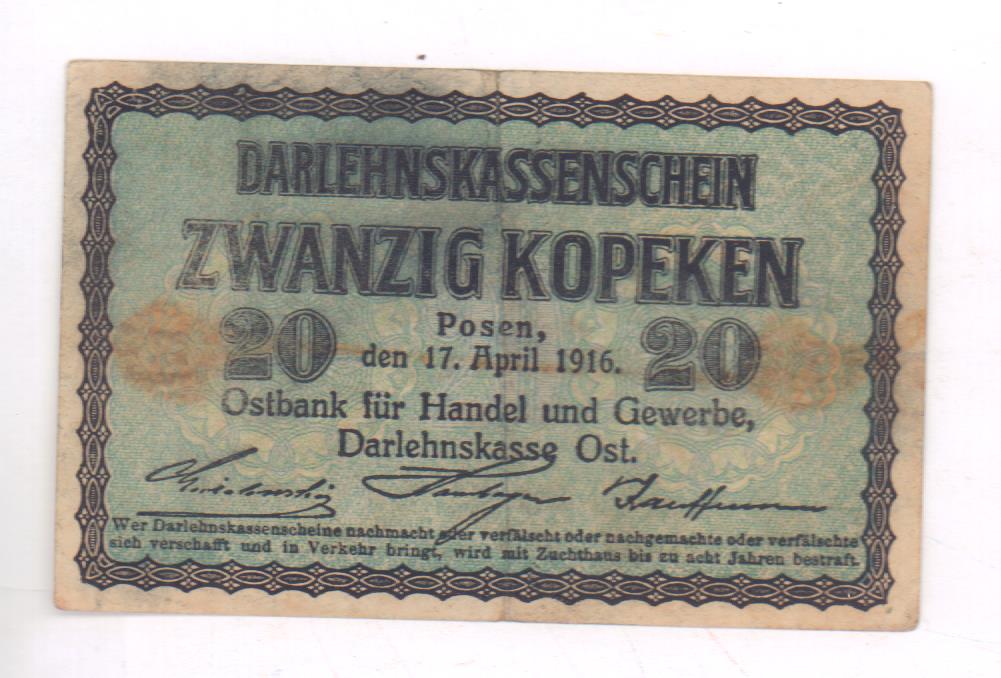 DARLEHNSKASSENSCHEIN
ZWANZIG KOPEKEN
20 Posen, 20
den 17. April 1916.
Ostbank für Handel und Gewerbe,
Darlehnskasse Ost.
Kauffmann
Wer Darlehnskassenscheine nachmacht oder verfälscht oder nachgemachte oder verfälschte
sich verschafft und in Verkehr bringt, wird mit Zuchthaus bis zu acht Jahren bestraft.